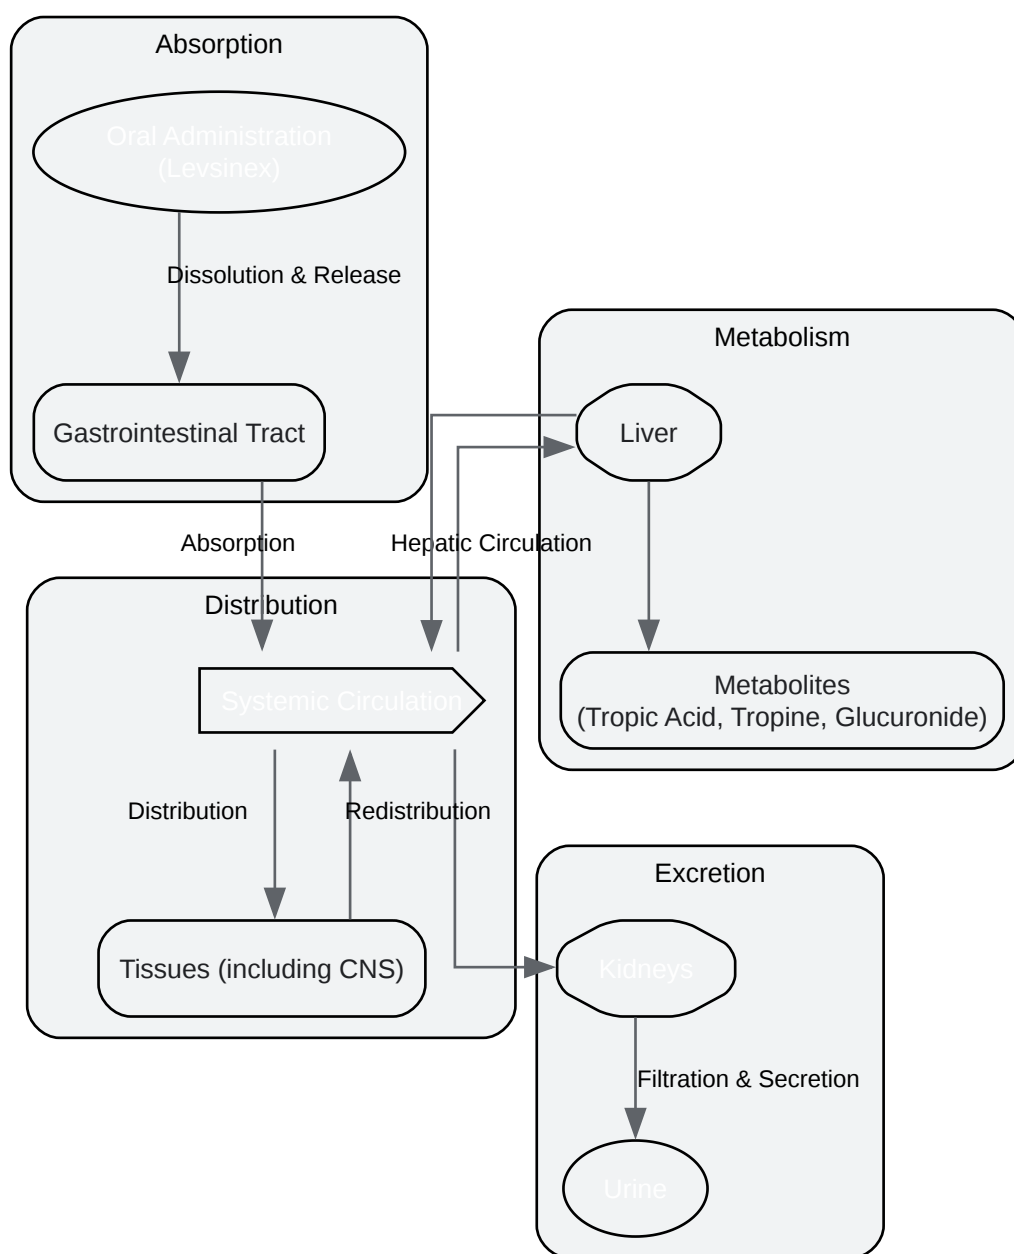 Absorption
Oral Administration
(Levsinex)
Dissolution & Release
Gastrointestinal Tract
Absorption
Hepatic Circulation
Metabolism
Liver
Metabolites
(Tropic Acid, Tropine, Glucuronide)
Distribution
Systemic Circulation
Distribution
Redistribution
Tissues (including CNS)
Excretion
Kidneys
Filtration & Secretion
Urine